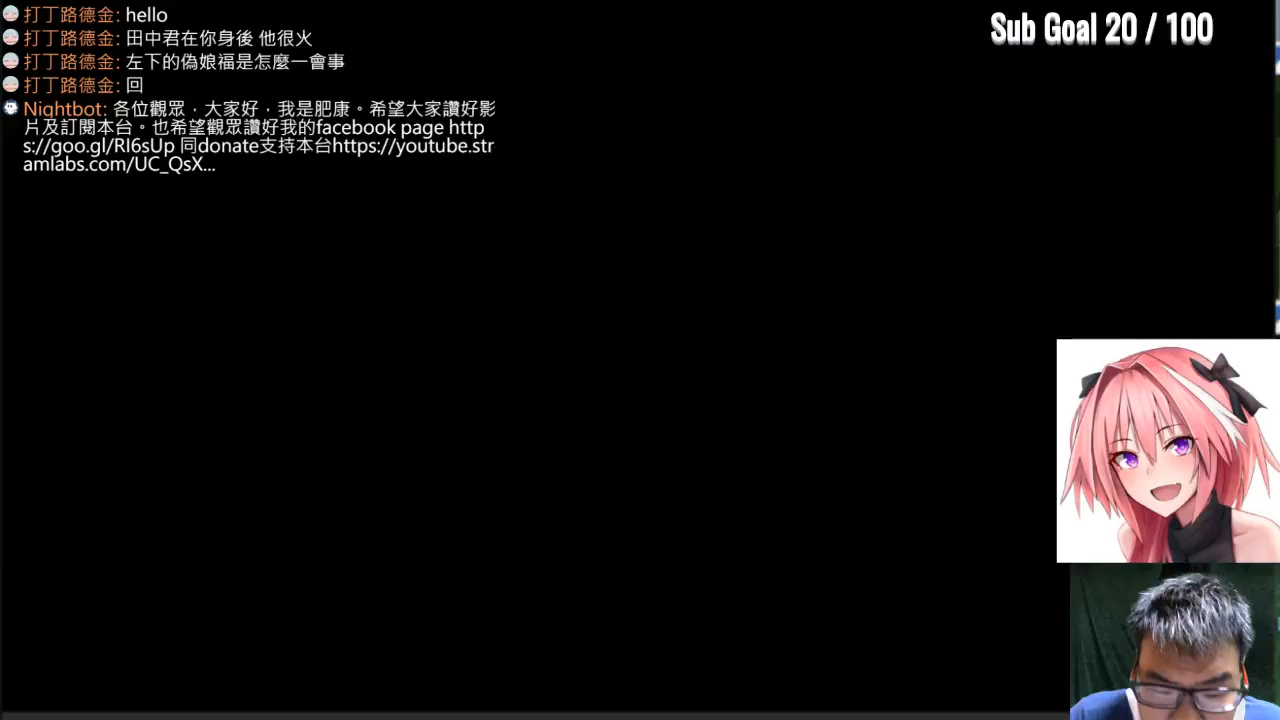 打丁路德金: hello
打丁路德金: 田中君在你身後 他很火
打丁路德金: 左下的偽娘福是怎麼一會事
打丁路德金: 回
Nightbot: 各位觀眾，大家好，我是肥康。希望大家讚好影
片及訂閱本台。也希望觀眾讚好我的facebook page http
s://goo.gl/Rl6sUp 同donate支持本台https://youtube.str
amlabs.com/UC_QsX...
Sub Goal 20 / 100